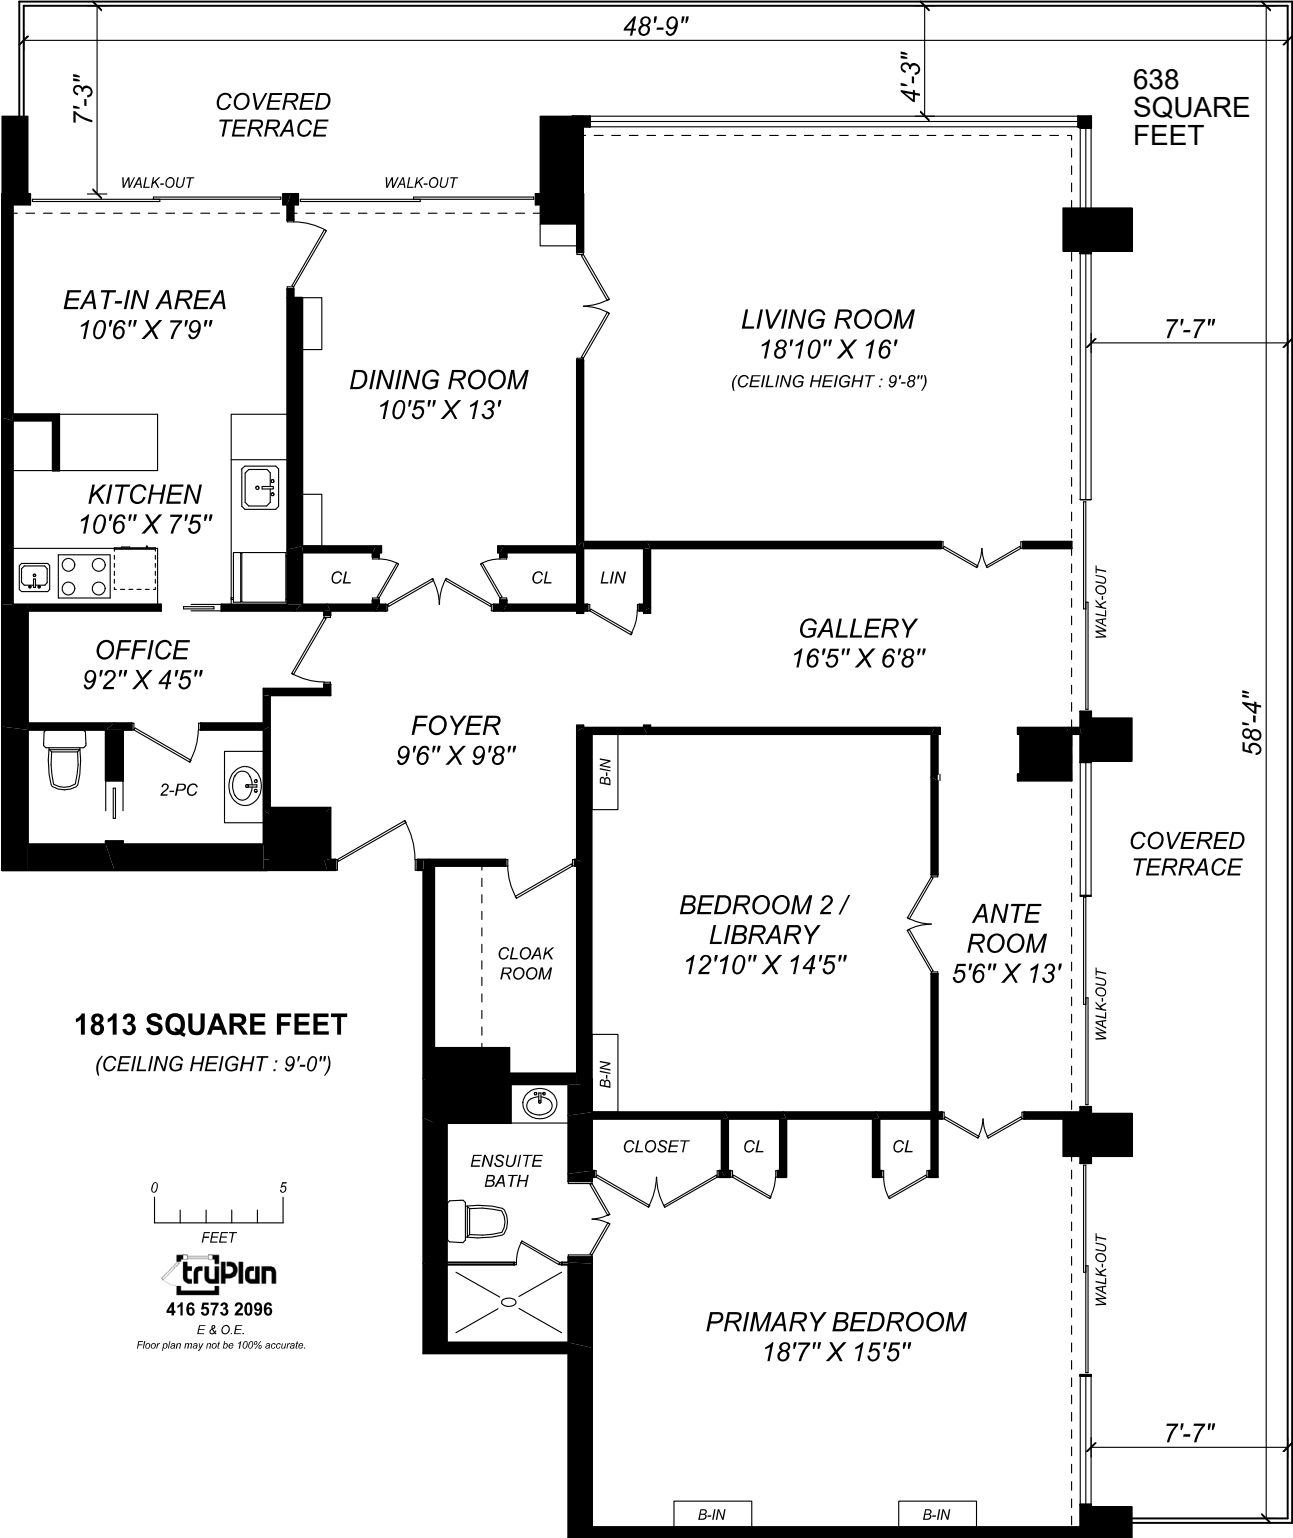 48'-9"
7'-3"
COVERED
TERRACE
4'-3"
638
SQUARE
FEET
WALK-OUT
WALK-OUT
EAT-IN AREA
10'6" X 7'9"
DINING ROOM
10'5" X 13'
LIVING ROOM
18'10" X 16'
(CEILING HEIGHT : 9'-8")
7'-7"
KITCHEN
10'6" X 7'5"
CL
CL
LIN
WALK-OUT
OFFICE
9'2" X 4'5"
GALLERY
16'5" X 6'8"
FOYER
9'6" X 9'8"
58'-4"
2-PC
B-IN
COVERED
TERRACE
BEDROOM 2 /
LIBRARY
12'10" X 14'5"
ANTE
ROOM
5'6" X 13'
CLOAK
ROOM
WALK-OUT
1813 SQUARE FEET
(CEILING HEIGHT : 9'-0")
B-IN
ENSUITE
BATH
CLOSET
CL
CL
0 5
FEET
truPlan
416 573 2096
E & O.E.
Floor plan may not be 100% accurate.
WALK-OUT
PRIMARY BEDROOM
18'7" X 15'5"
7'-7"
B-IN
B-IN